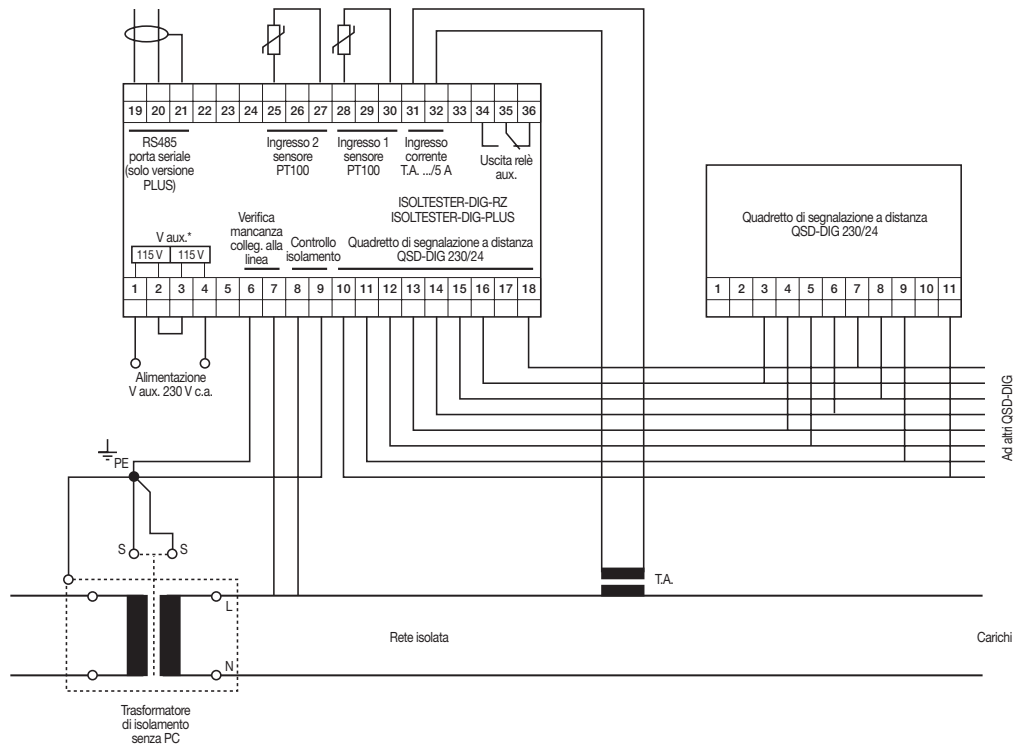 19 20 21 22 23 24 25 26 27 28 29 30 31 32 33 34 35 36
RS485
porta seriale
(solo versione
PLUS)
Ingresso 2
sensore
PT100
Ingresso 1
sensore
PT100
Ingresso
corrente
T.A. .../5 A
Uscita relè
aux.
ISOLTESTER-DIG-RZ
ISOLTESTER-DIG-PLUS
V aux.*
115 V 115 V
Verifica
mancanza
colleg. alla
linea
Controllo
isolamento
Quadretto di segnalazione a distanza
QSD-DIG 230/24
1 2 3 4 5 6 7 8 9 10 11 12 13 14 15 16 17 18
Quadretto di segnalazione a distanza
QSD-DIG 230/24
1 2 3 4 5 6 7 8 9 10 11
Alimentazione
V aux. 230 V c.a.
Ad altri QSD-DIG
PE
S S
T.A.
L
Rete isolata
Carichi
N
Trasformatore
di isolamento
senza PC